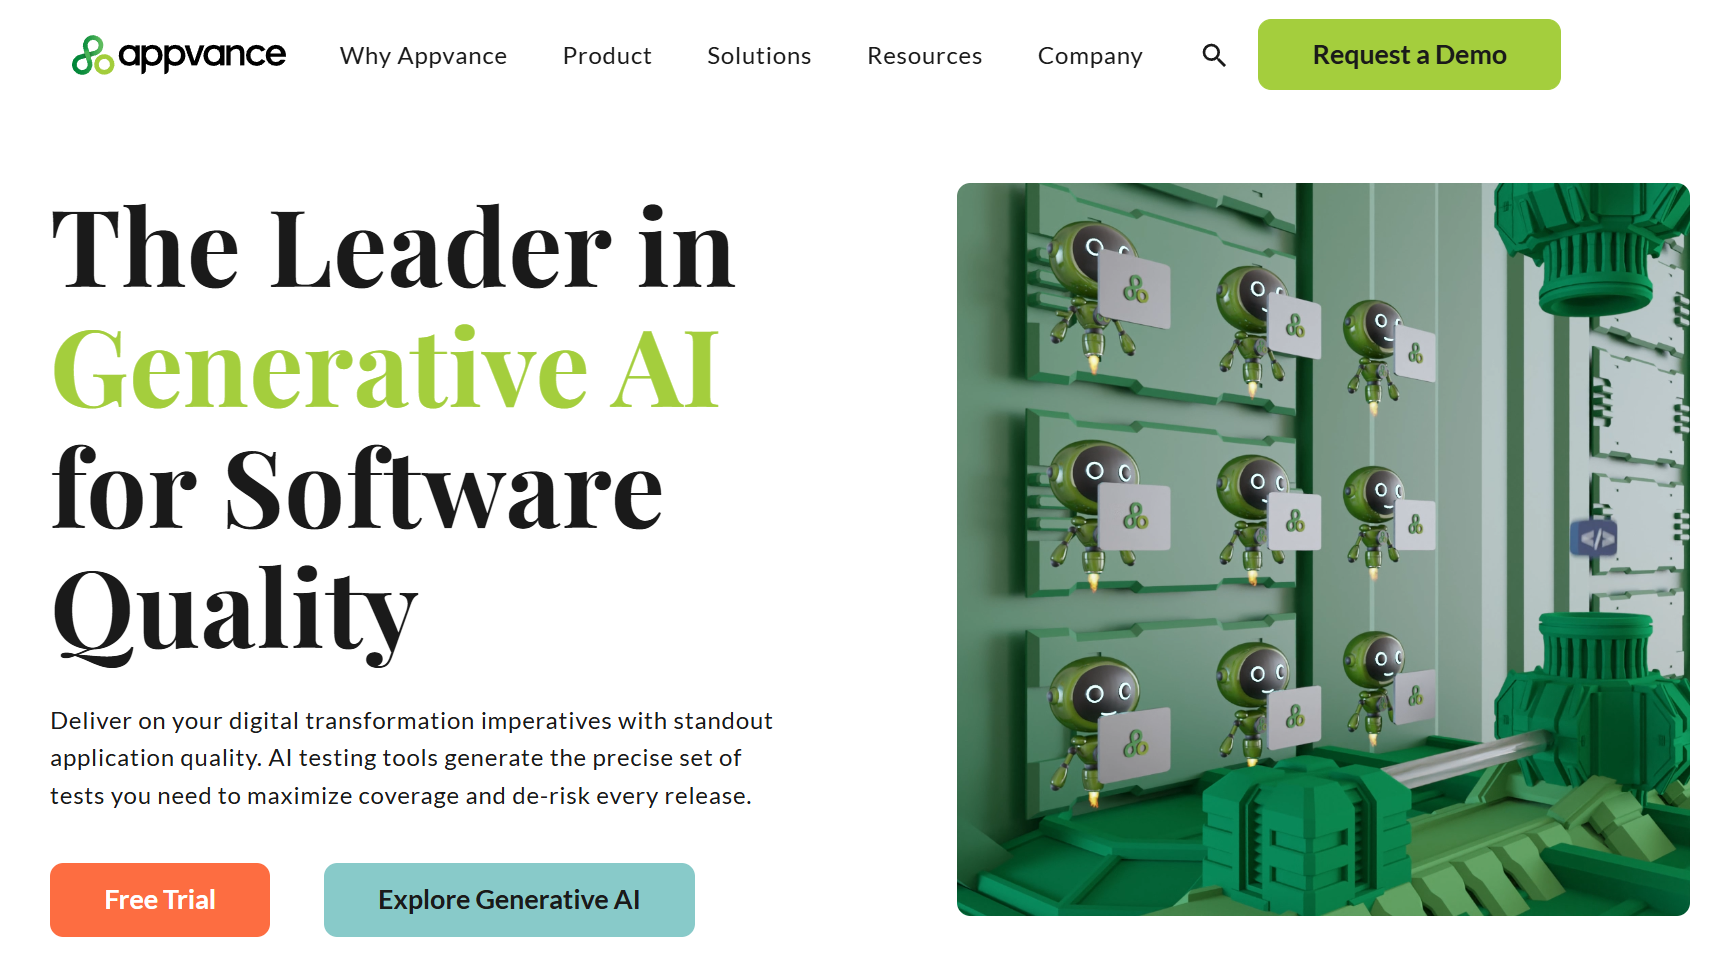 appvance
Why Appvance
Product
Solutions
Resources
Company
Request a Demo
The Leader in
Generative AI
for Software
Quality
Deliver on your digital transformation imperatives with standout
application quality. AI testing tools generate the precise set of
tests you need to maximize coverage and de-risk every release.
Free Trial
Explore Generative AI
</>